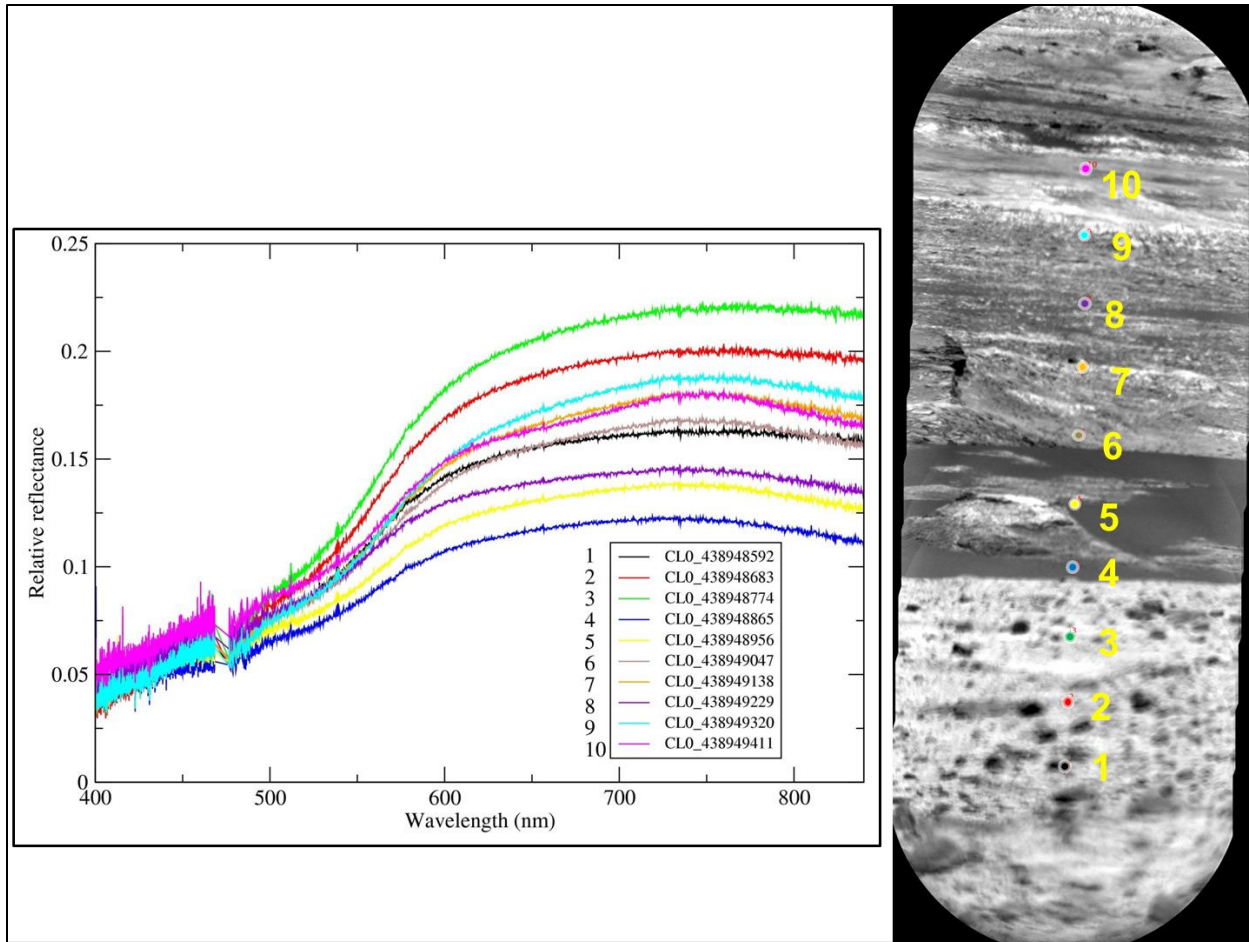 0.25
0.2
0.15
0.1
0.05
0
400
500
600
700
800
Relative reflectance
Wavelength (nm)
1 CL0_438948592
2 CL0_438948683
3 CL0_438948774
4 CL0_438948865
5 CL0_438948956
6 CL0_438949047
7 CL0_438949138
8 CL0_438949229
9 CL0_438949320
10 CL0_438949411
10
9
8
7
6
5
4
3
2
1